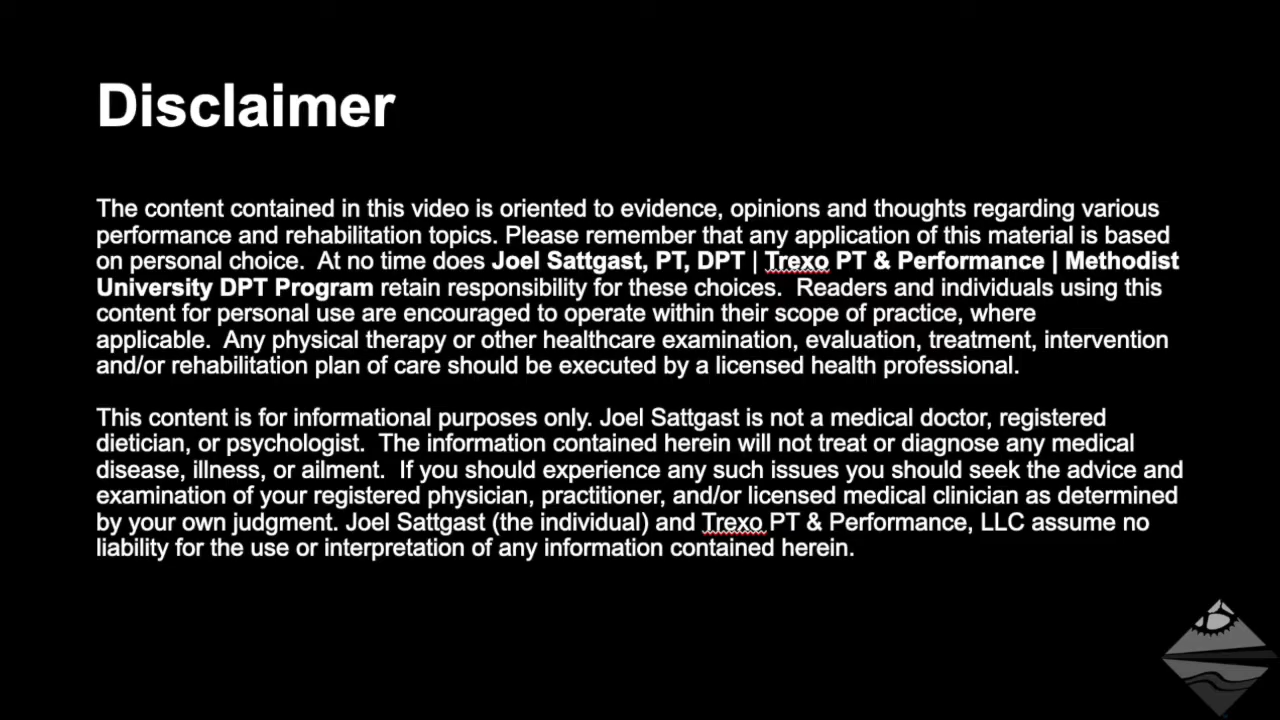 Disclaimer
The content contained in this video is oriented to evidence, opinions and thoughts regarding various
performance and rehabilitation topics. Please remember that any application of this material is based
on personal choice.  At no time does Joel Sattgast, PT, DPT | Trexo PT & Performance | Methodist
University DPT Program retain responsibility for these choices.  Readers and individuals using this
content for personal use are encouraged to operate within their scope of practice, where
applicable.  Any physical therapy or other healthcare examination, evaluation, treatment, intervention
and/or rehabilitation plan of care should be executed by a licensed health professional.
This content is for informational purposes only. Joel Sattgast is not a medical doctor, registered
dietician, or psychologist.  The information contained herein will not treat or diagnose any medical
disease, illness, or ailment.  If you should experience any such issues you should seek the advice and
examination of your registered physician, practitioner, and/or licensed medical clinician as determined
by your own judgment. Joel Sattgast (the individual) and Trexo PT & Performance, LLC assume no
liability for the use or interpretation of any information contained herein.